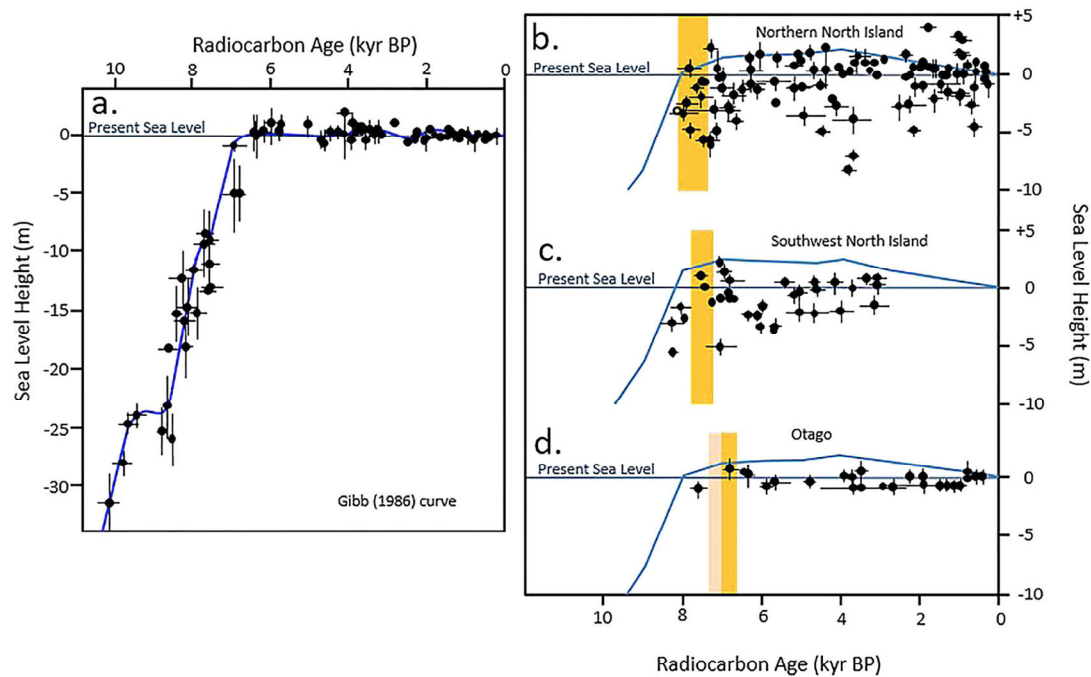 Radiocarbon Age (kyr BP)
10 8 6 4 2 0
a.
Present Sea Level
0
-5
-10
-15
-20
-25
-30
Sea Level Height (m)
Gibb (1986) curve
b.
Northern North Island
Present Sea Level
+5
0
-5
-10
c.
Southwest North Island
Present Sea Level
+5
0
-5
-10
Sea Level Height (m)
d.
Otago
Present Sea Level
0
-5
-10
10 8 6 4 2 0
Radiocarbon Age (kyr BP)